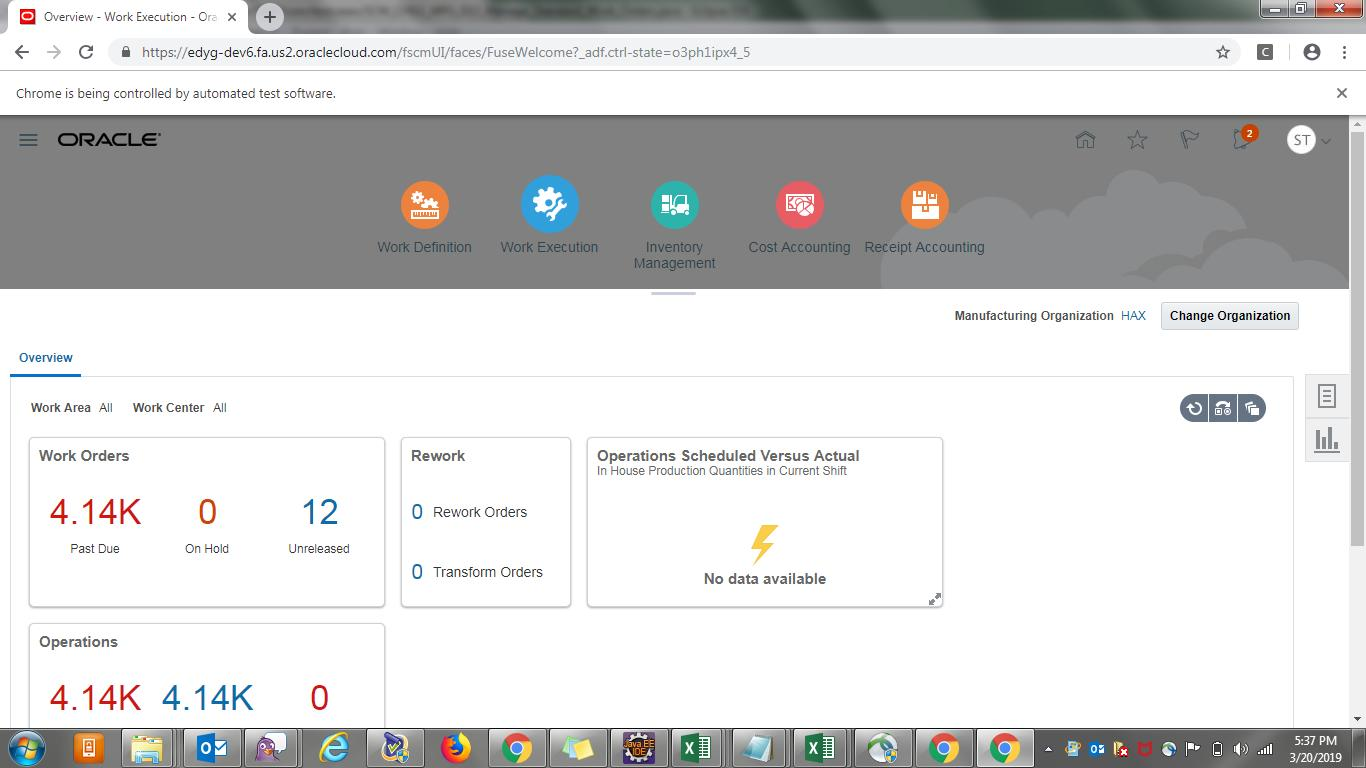 Overview - Work Execution - Ora
https://edyg-dev6.fa.us2.oraclecloud.com/fscmUI/faces/FuseWelcome?_adf.ctrl-state=o3ph1ipx4_5
C
Chrome is being controlled by automated test software.
ORACLE
2
ST
Work Definition
Work Execution
Inventory Management
Cost Accounting
Receipt Accounting
Manufacturing Organization HAX
Change Organization
Overview
Work Area All Work Center All
Work Orders
4.14K 0 12
Past Due On Hold Unreleased
Rework
0 Rework Orders
0 Transform Orders
Operations Scheduled Versus Actual
In House Production Quantities in Current Shift
No data available
Operations
4.14K 4.14K 0
Java EE
IDE
5:37 PM
3/20/2019